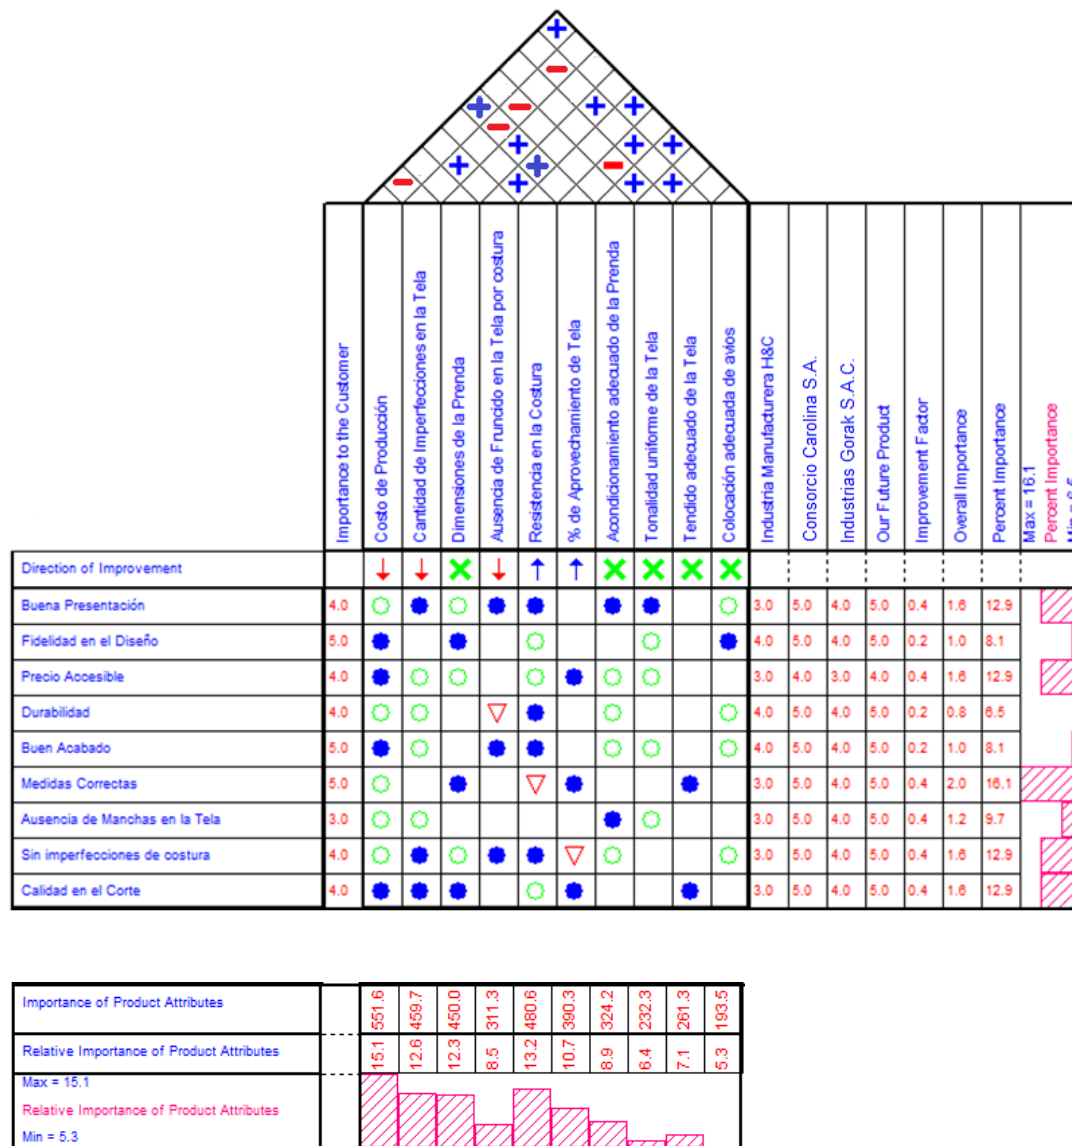 Importance to the Customer
Costo de Producción
Cantidad de Imperfecciones en la Tela
Dimensiones de la Prenda
Ausencia de Fruncido en la Tela por costura
Resistencia en la Costura
% de Aprovechamiento de Tela
Acondicionamiento adecuado de la Prenda
Tonalidad uniforme de la Tela
Tendido adecuado de la Tela
Colocación adecuada de avios
Industria Manufacturera H&C
Consorcio Carolina S.A.
Industrias Gorak S.A.C.
Our Future Product
Improvement Factor
Overall Importance
Percent Importance
Max = 16.1
Percent Importance
Direction of Improvement
Buena Presentación 4.0 3.0 5.0 4.0 5.0 0.4 1.6 12.9
Fidelidad en el Diseño 5.0 4.0 5.0 4.0 5.0 0.2 1.0 8.1
Precio Accesible 4.0 3.0 4.0 3.0 4.0 0.4 1.6 12.9
Durabilidad 4.0 4.0 5.0 4.0 5.0 0.2 0.8 6.5
Buen Acabado 5.0 4.0 5.0 4.0 5.0 0.2 1.0 8.1
Medidas Correctas 5.0 3.0 5.0 4.0 5.0 0.4 2.0 16.1
Ausencia de Manchas en la Tela 3.0 3.0 5.0 4.0 5.0 0.4 1.2 9.7
Sin imperfecciones de costura 4.0 3.0 5.0 4.0 5.0 0.4 1.6 12.9
Calidad en el Corte 4.0 3.0 5.0 4.0 5.0 0.4 1.6 12.9
Importance of Product Attributes 551.6 459.7 450.0 311.3 480.6 390.3 324.2 232.3 261.3 193.5
Relative Importance of Product Attributes 15.1 12.6 12.3 8.5 13.2 10.7 8.9 6.4 7.1 5.3
Max = 15.1
Relative Importance of Product Attributes
Min = 5.3